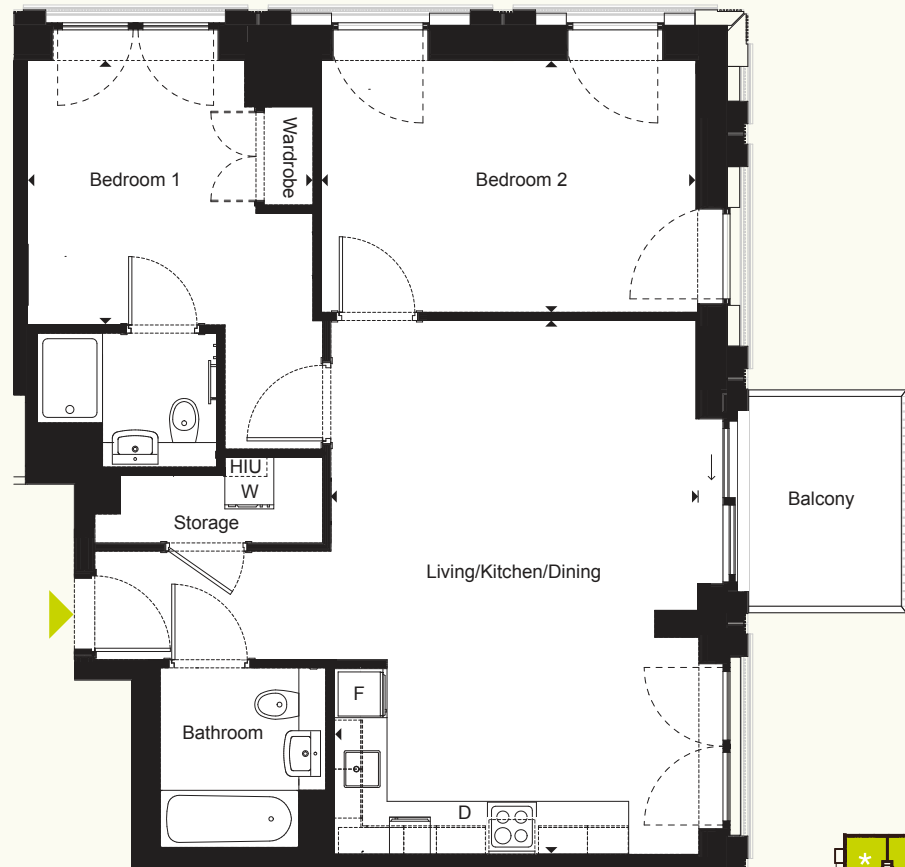 Bedroom 1
Wardrobe
Bedroom 2
HIU
W
Storage
Balcony
Living/Kitchen/Dining
F
Bathroom
D
*